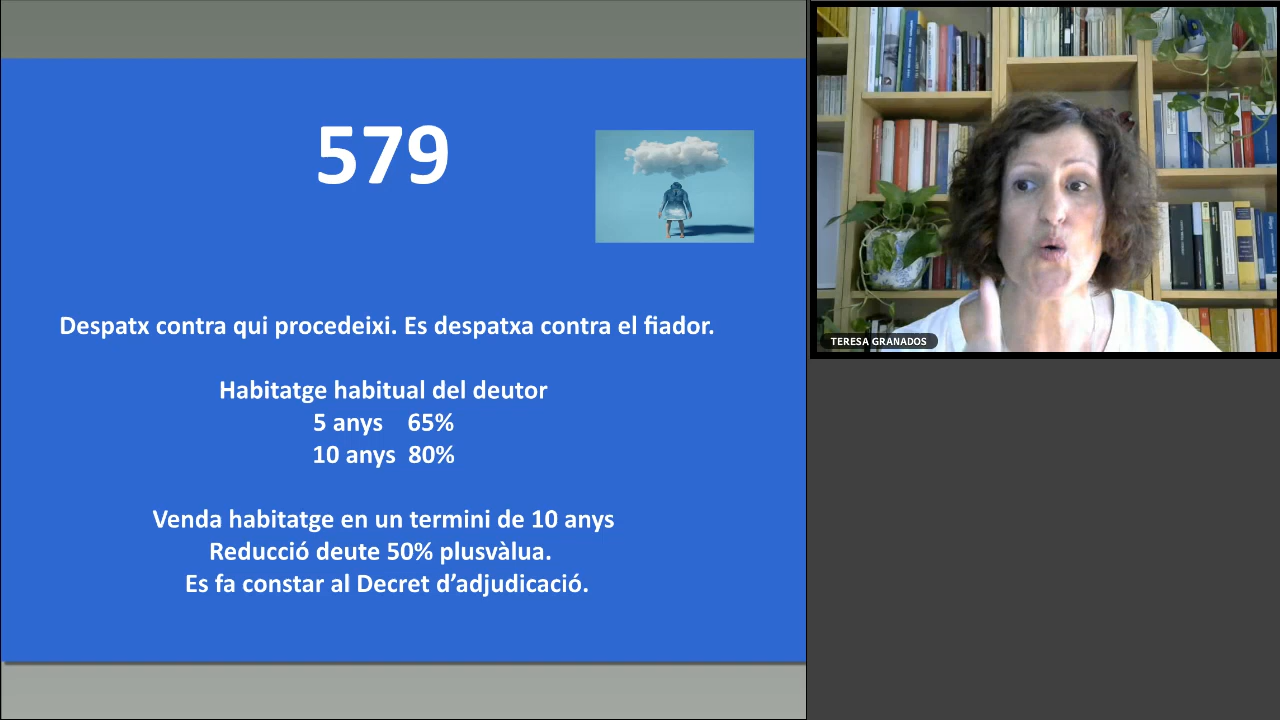 579
Despatx contra qui procedeixi. Es despatxa contra el fiador.
Habitatge habitual del deutor
5 anys 65%
10 anys 80%
Venda habitatge en un termini de 10 anys
Reducció deute 50% plusvàlua.
Es fa constar al Decret d’adjudicació.
TERESA GRANADOS